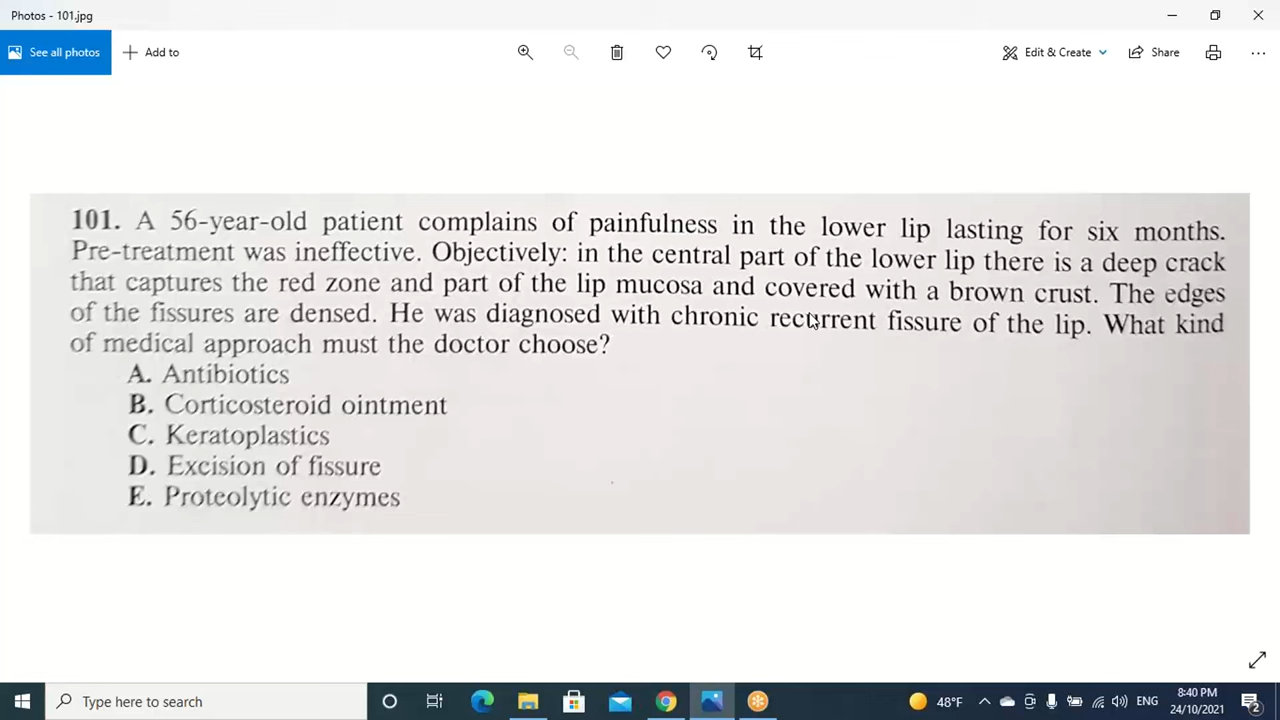 Photos - 101.jpg
See all photos
Add to
Edit & Create
Share
101. A 56-year-old patient complains of painfulness in the lower lip lasting for six months.
Pre-treatment was ineffective. Objectively: in the central part of the lower lip there is a deep crack
that captures the red zone and part of the lip mucosa and covered with a brown crust. The edges
of the fissures are densed. He was diagnosed with chronic recurrent fissure of the lip. What kind
of medical approach must the doctor choose?
A. Antibiotics
B. Corticosteroid ointment
C. Keratoplastics
D. Excision of fissure
E. Proteolytic enzymes
Type here to search
48°F
ENG
8:40 PM
24/10/2021
2